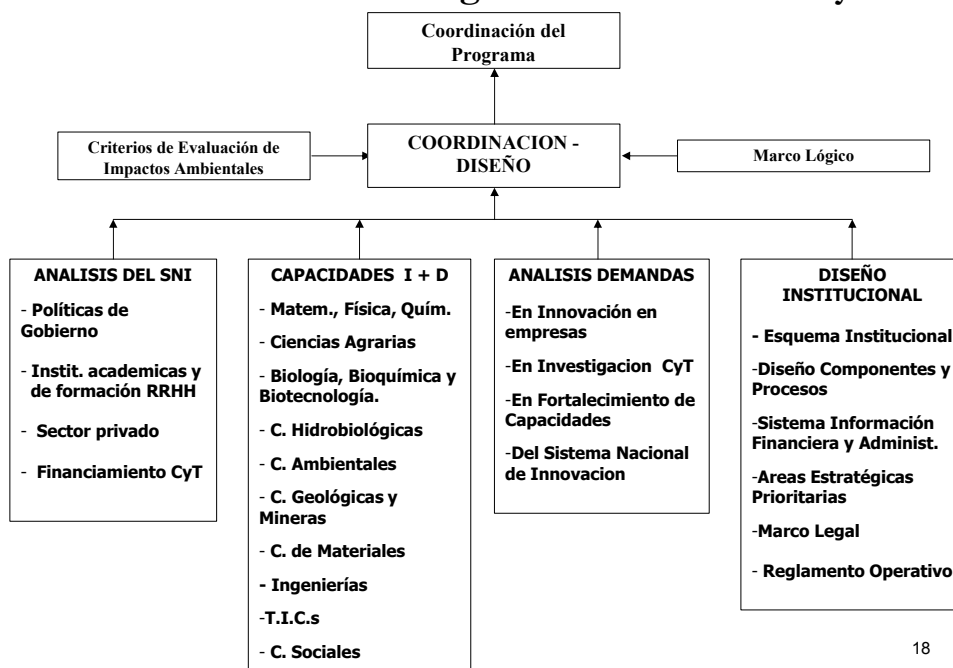 Coordinación del
Programa
Criterios de Evaluación de
Impactos Ambientales
COORDINACION -
DISEÑO
Marco Lógico
ANALISIS DEL SNI
- Políticas de
Gobierno
- Instit. academicas y
de formación RRHH
- Sector privado
- Financiamiento CyT
CAPACIDADES I + D
- Matem., Física, Quím.
- Ciencias Agrarias
- Biología, Bioquímica y
Biotecnología.
- C. Hidrobiológicas
- C. Ambientales
- C. Geológicas y
Mineras
- C. de Materiales
- Ingenierías
-T.I.C.s
- C. Sociales
ANALISIS DEMANDAS
-En Innovación en
empresas
-En Investigacion CyT
-En Fortalecimiento de
Capacidades
-Del Sistema Nacional
de Innovacion
DISEÑO
INSTITUCIONAL
- Esquema Institucional
-Diseño Componentes y
Procesos
-Sistema Información
Financiera y Administ.
-Areas Estratégicas
Prioritarias
-Marco Legal
- Reglamento Operativo
18